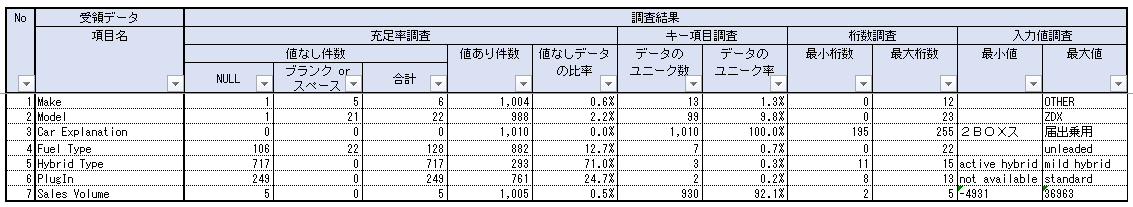 No 受領データ 調査結果
項目名 充足率調査 キー項目調査 桁数調査 入力値調査
値なし件数 値あり件数 値なしデータの比率 データのユニーク数 データのユニーク率 最小桁数 最大桁数 最小値 最大値
NULL ブランク or スペース 合計
1 Make 1 5 6 1,004 0.6% 13 1.3% 0 12 OTHER
2 Model 1 21 22 988 2.2% 99 9.8% 0 23 ZDX
3 Car Explanation 0 0 0 1,010 0.0% 1,010 100.0% 195 255 2BOXス 届出乗用
4 Fuel Type 106 22 128 882 12.7% 7 0.7% 0 22 unleaded
5 Hybrid Type 717 0 717 293 71.0% 3 0.3% 11 15 active hybrid mild hybrid
6 PlugIn 249 0 249 761 24.7% 2 0.2% 8 13 not available standard
7 Sales Volume 5 0 5 1,005 0.5% 930 92.1% 2 5 -4931 36963